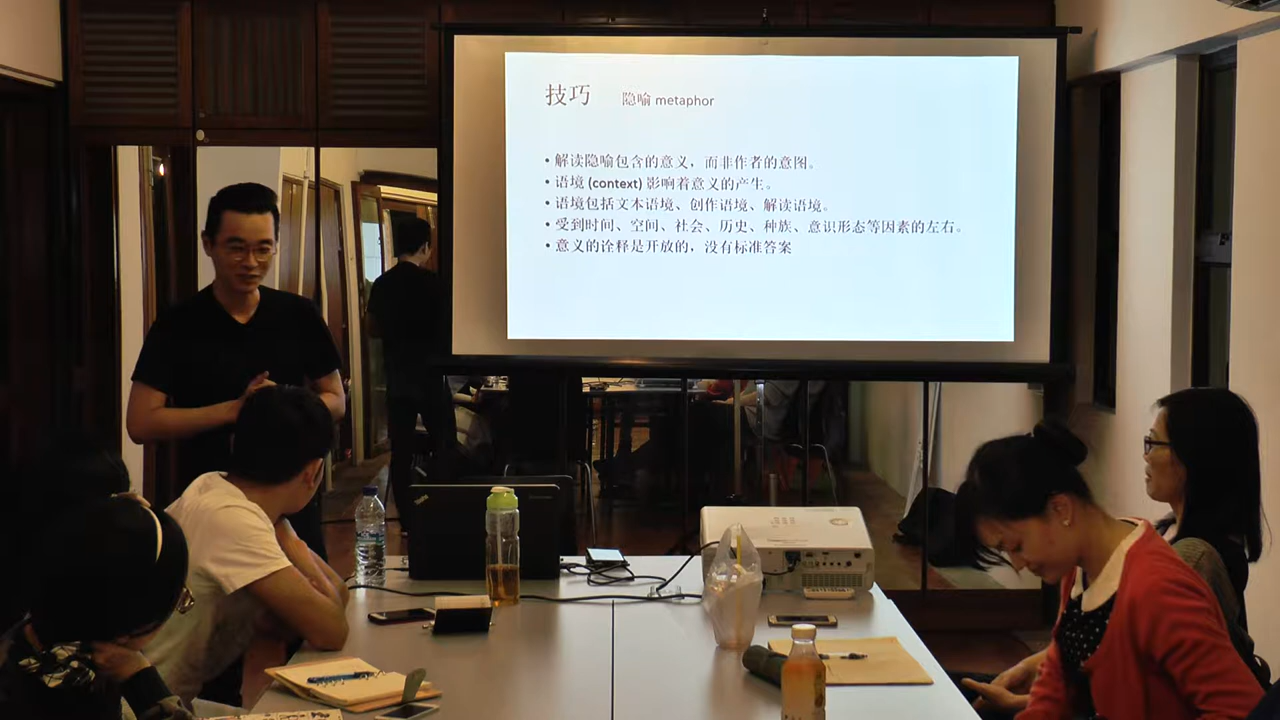 技巧 隐喻 metaphor
• 解读隐喻包含的意义，而非作者的意图。
• 语境 (context) 影响着意义的产生。
• 语境包括文本语境、创作语境、解读语境。
• 受到时间、空间、社会、历史、种族、意识形态等因素的左右。
• 意义的诠释是开放的，没有标准答案